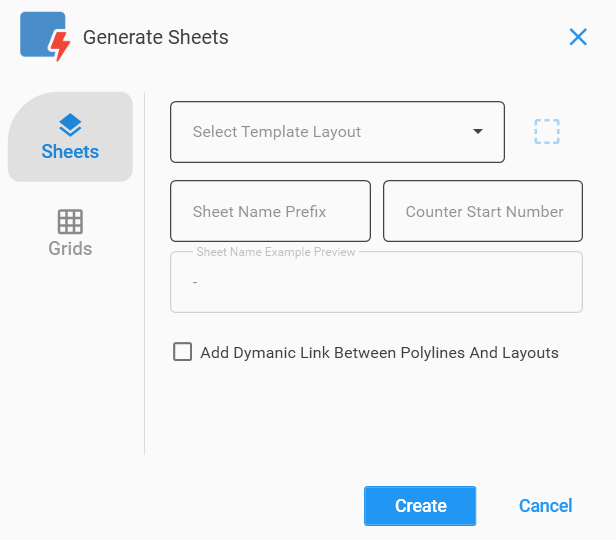 Generate Sheets
Sheets
Grids
Select Template Layout
Sheet Name Prefix
Counter Start Number
Sheet Name Example Preview
-
Add Dymanic Link Between Polylines And Layouts
Create
Cancel